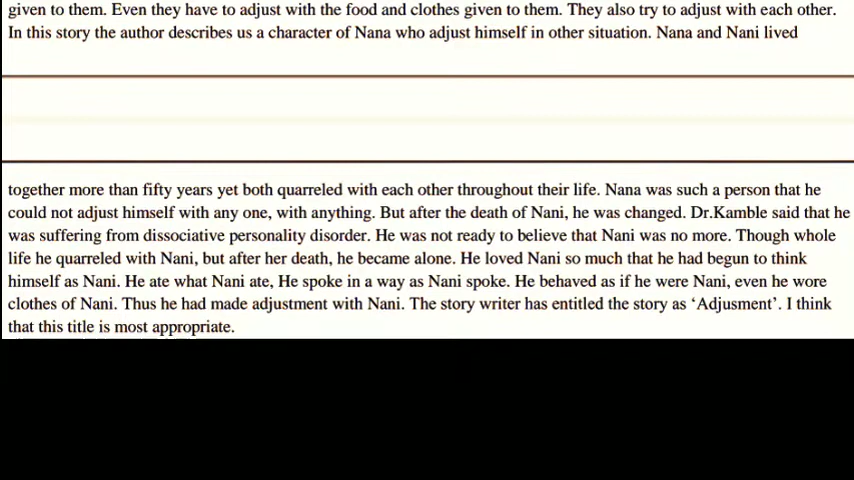 given to them. Even they have to adjust with the food and clothes given to them. They also try to adjust with each other.
In this story the author describes us a character of Nana who adjust himself in other situation. Nana and Nani lived
together more than fifty years yet both quarreled with each other throughout their life. Nana was such a person that he
could not adjust himself with any one, with anything. But after the death of Nani, he was changed. Dr.Kamble said that he
was suffering from dissociative personality disorder. He was not ready to believe that Nani was no more. Though whole
life he quarreled with Nani, but after her death, he became alone. He loved Nani so much that he had begun to think
himself as Nani. He ate what Nani ate, He spoke in a way as Nani spoke. He behaved as if he were Nani, even he wore
clothes of Nani. Thus he had made adjustment with Nani. The story writer has entitled the story as ‘Adjusment’. I think
that this title is most appropriate.